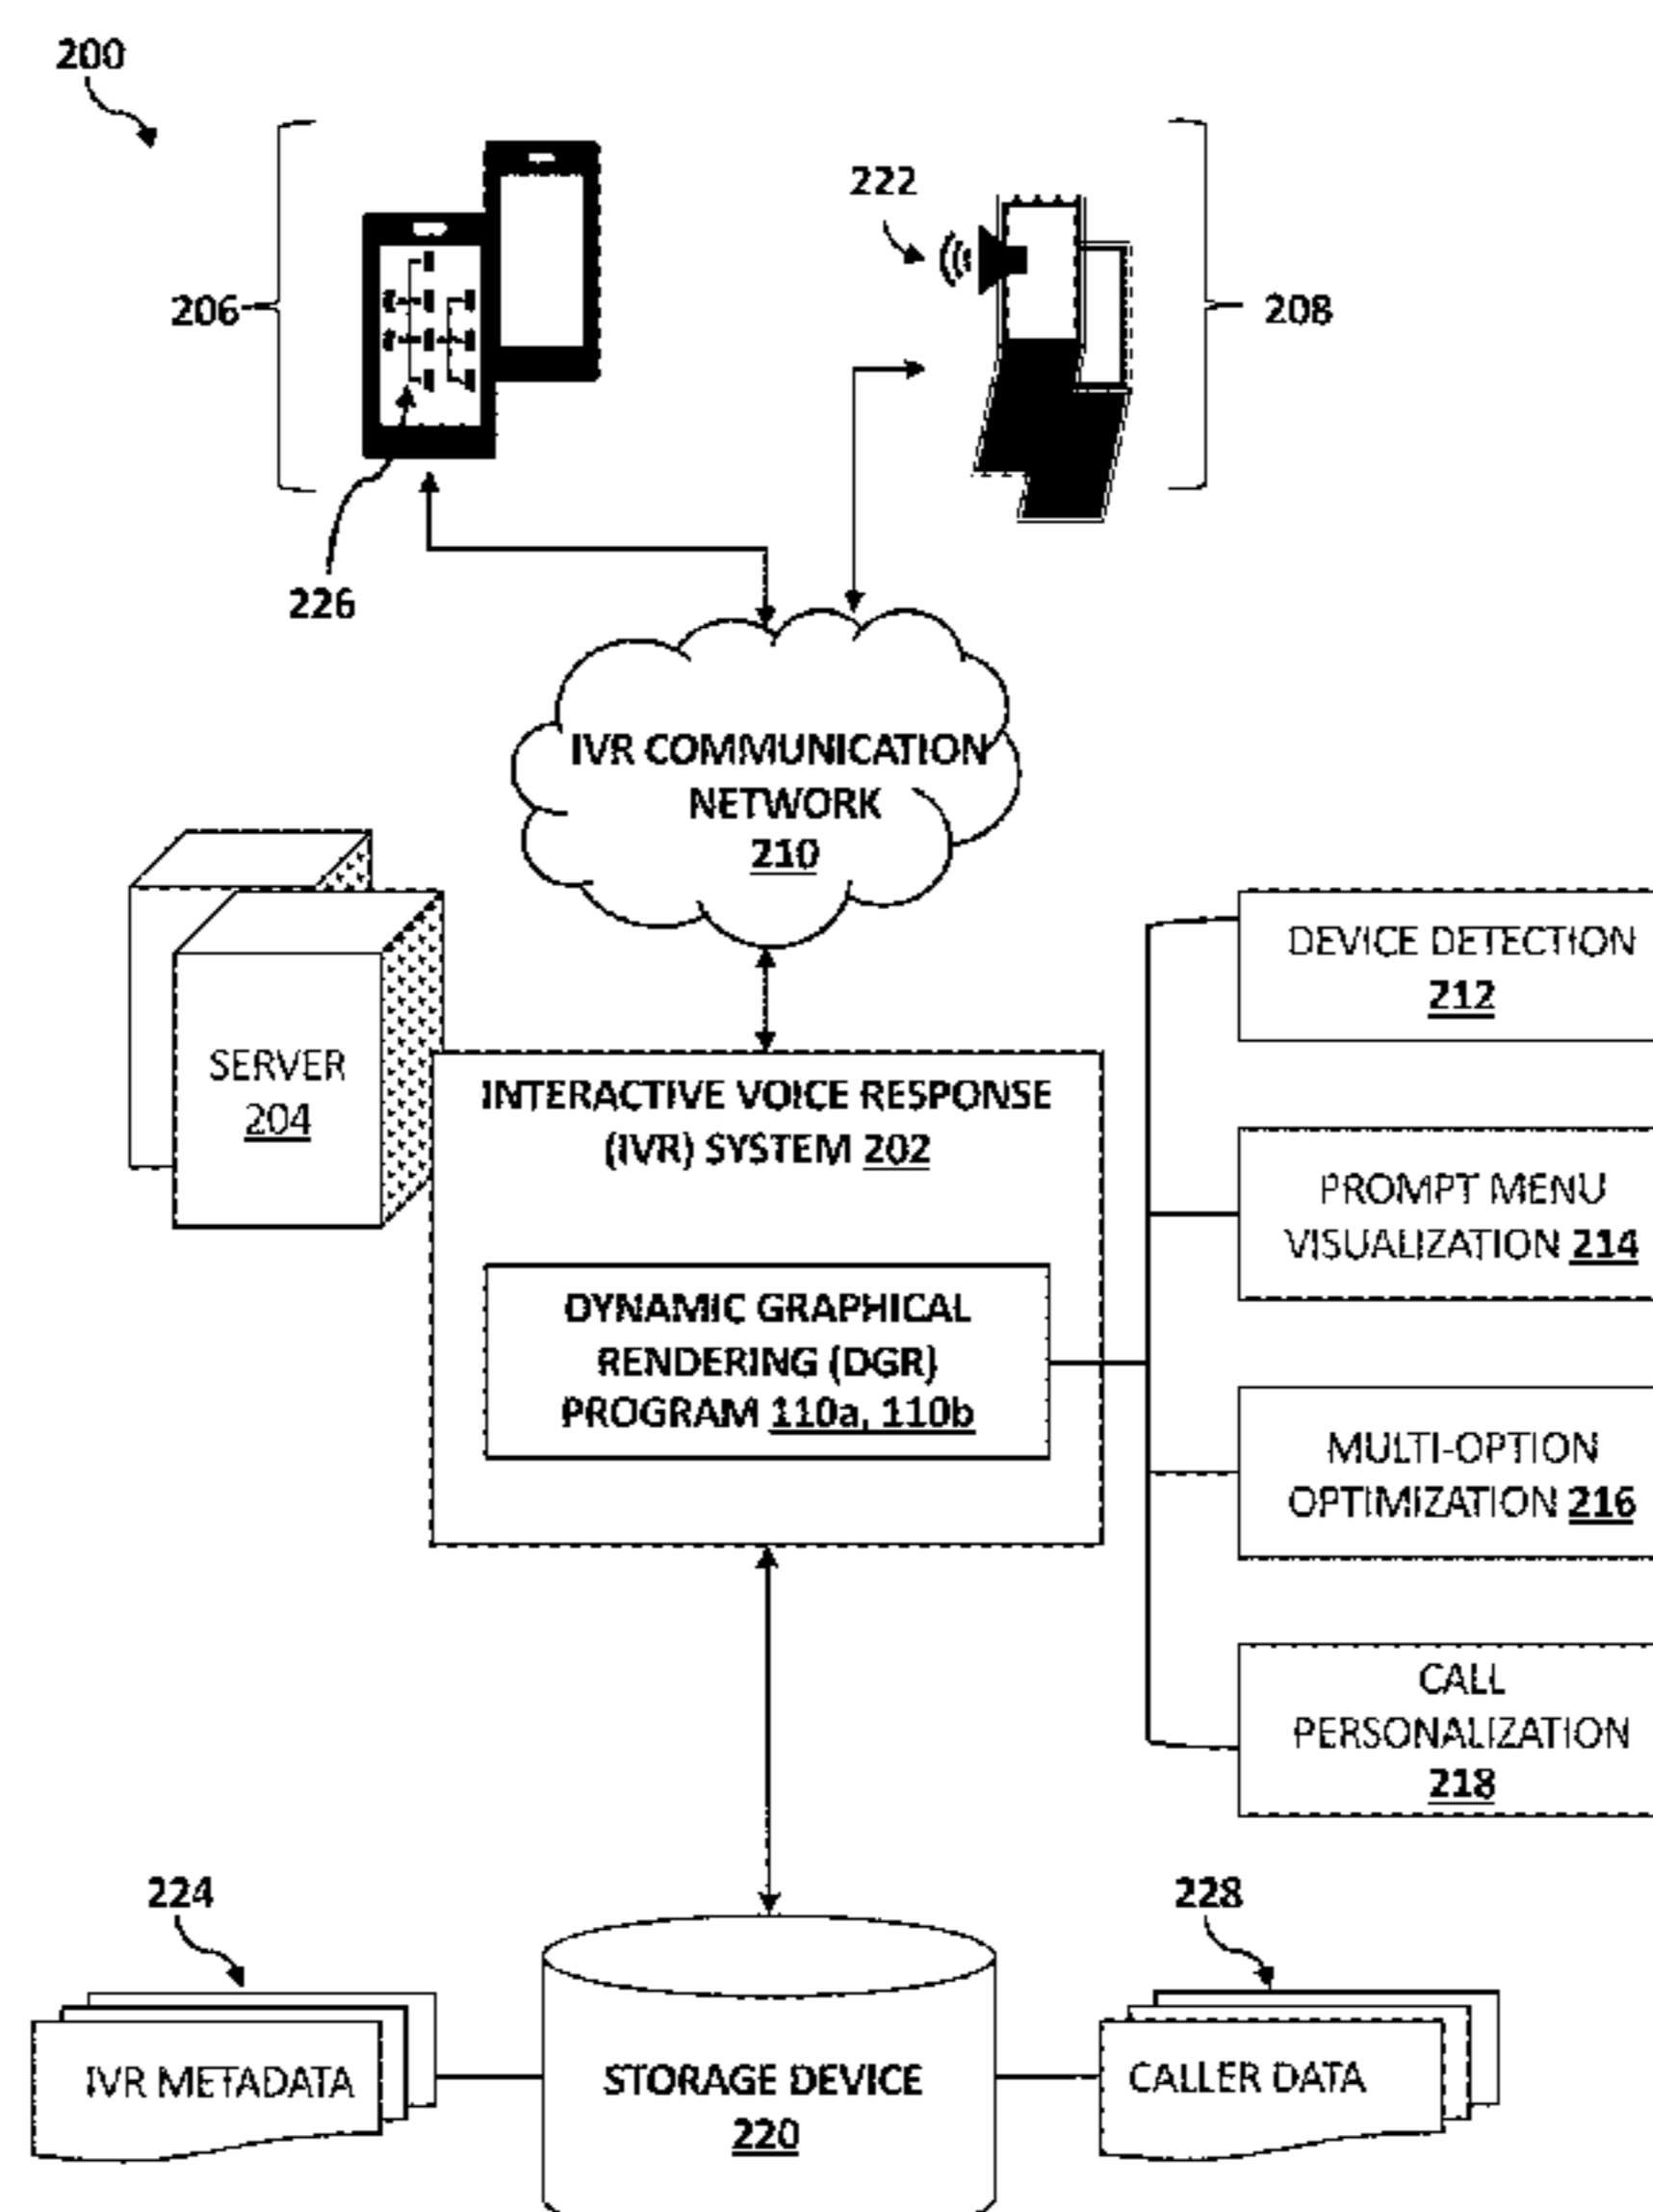 200
222
206
208
226
IVR COMMUNICATION
NETWORK
210
SERVER
204
INTERACTIVE VOICE RESPONSE
(IVR) SYSTEM 202
DYNAMIC GRAPHICAL
RENDERING (DGR)
PROGRAM 110a, 110b
DEVICE DETECTION
212
PROMPT MENU
VISUALIZATION 214
MULTI-OPTION
OPTIMIZATION 216
CALL
PERSONALIZATION
218
224
228
IVR METADATA
STORAGE DEVICE
220
CALLER DATA